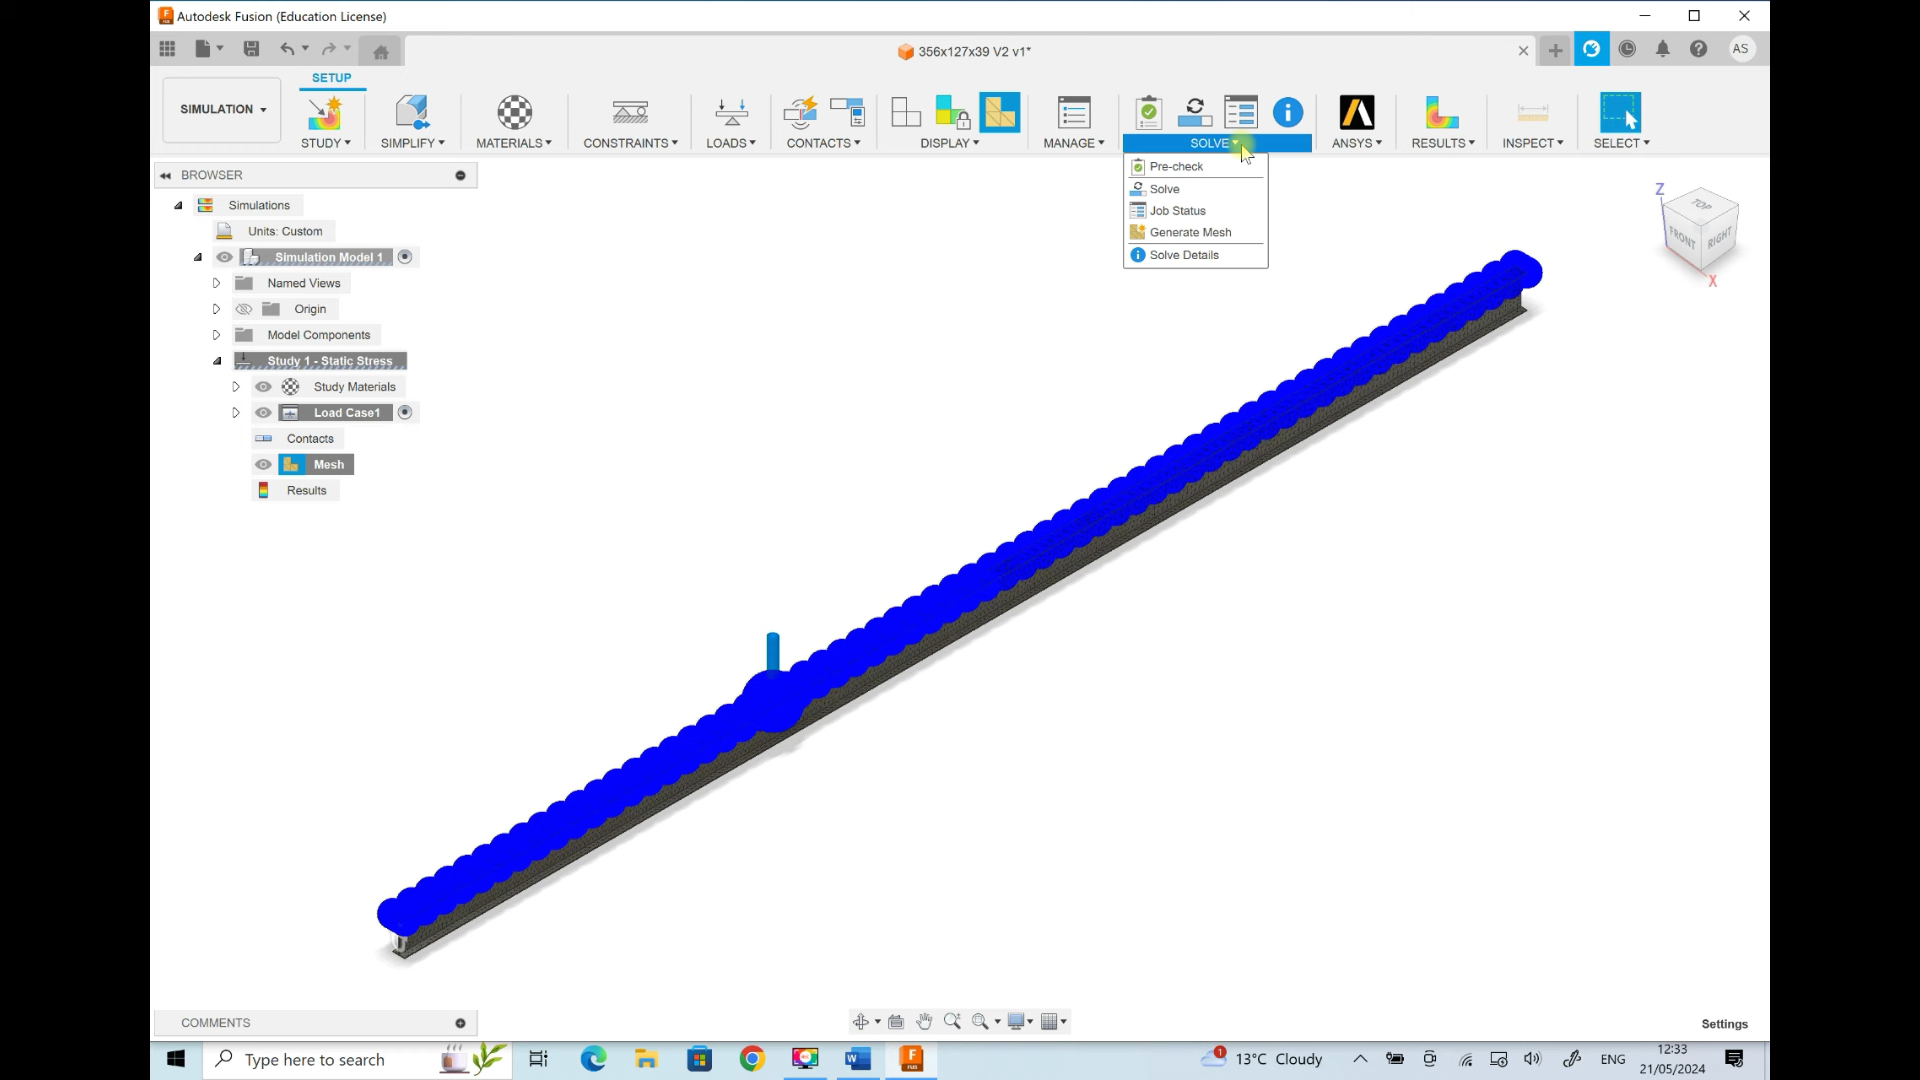 Autodesk Fusion (Education License)
356x127x39 V2 v1*
AS
SETUP
SIMULATION
STUDY
SIMPLIFY
MATERIALS
CONSTRAINTS
LOADS
CONTACTS
DISPLAY
MANAGE
SOLVE
ANSYS
RESULTS
INSPECT
SELECT
Pre-check
Solve
Job Status
Generate Mesh
Solve Details
BROWSER
Simulations
Units: Custom
Simulation Model 1
Named Views
Origin
Model Components
Study 1 - Static Stress
Study Materials
Load Case1
Contacts
Mesh
Results
Z
TOP
FRONT
RIGHT
X
COMMENTS
Settings
Type here to search
1
13°C Cloudy
ENG
12:33
21/05/2024